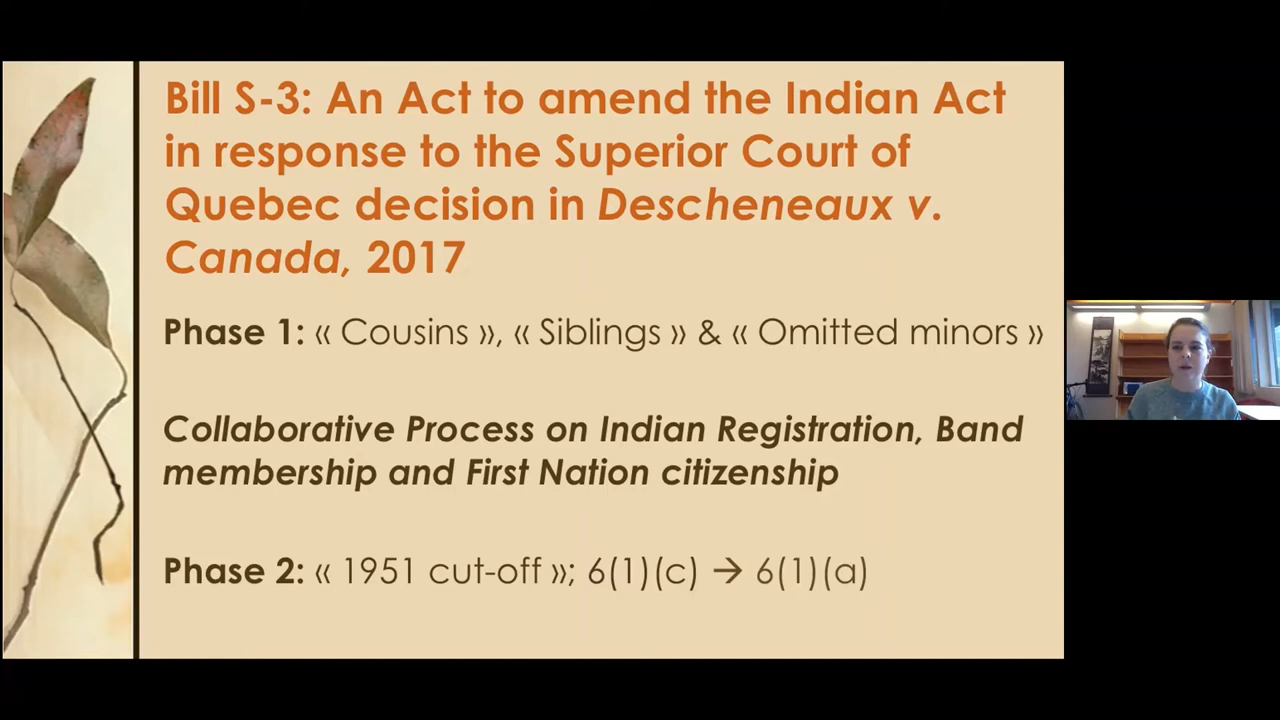 Bill S-3: An Act to amend the Indian Act
in response to the Superior Court of
Quebec decision in Descheneaux v.
Canada, 2017
Phase 1: « Cousins », « Siblings » & « Omitted minors »
Collaborative Process on Indian Registration, Band
membership and First Nation citizenship
Phase 2: « 1951 cut-off »; 6(1)(c) → 6(1)(a)